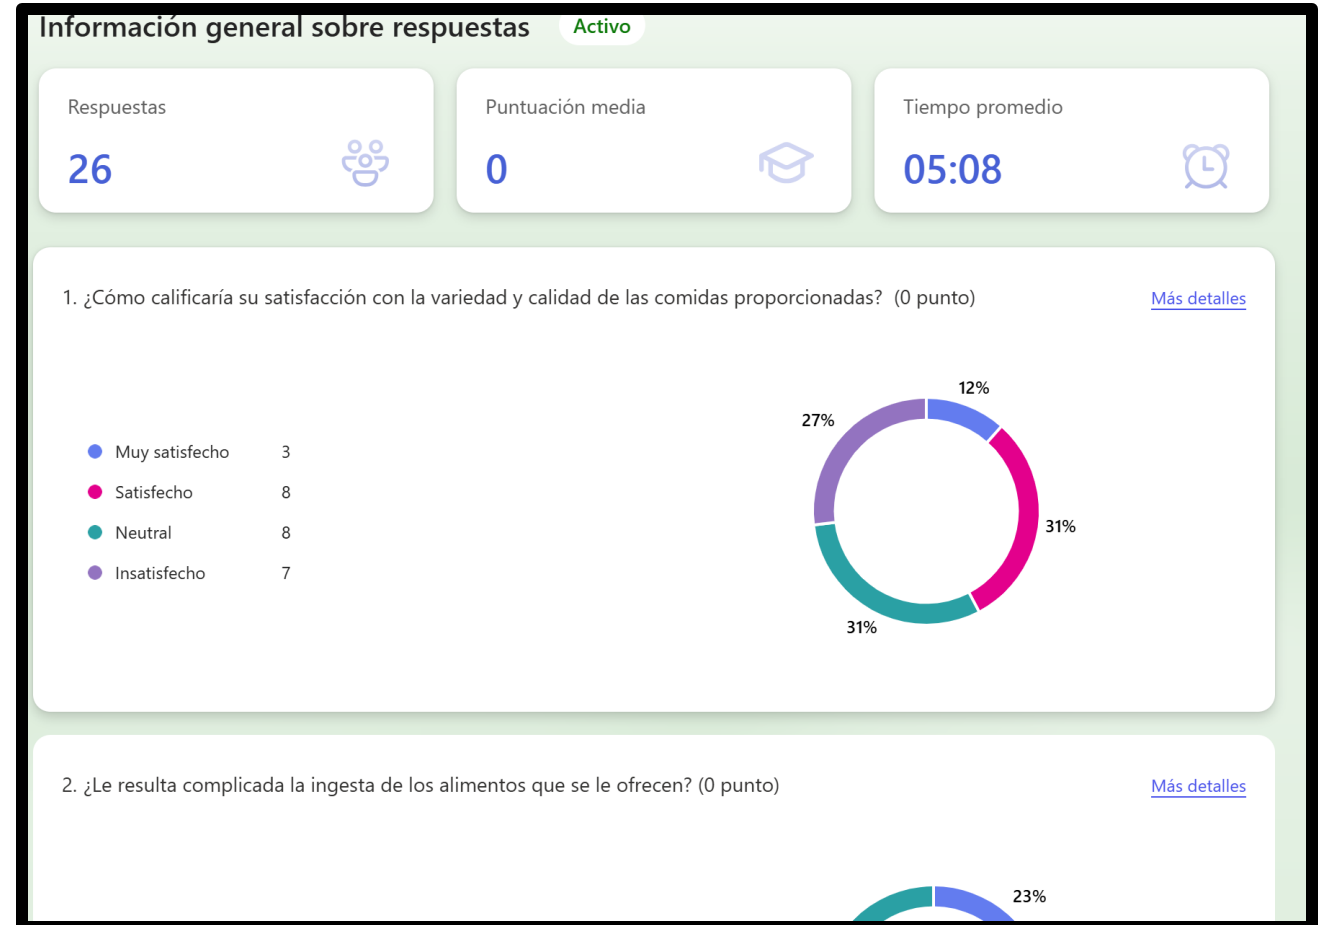 Información general sobre respuestas Activo
Respuestas
26
Puntuación media
0
Tiempo promedio
05:08
1. ¿Cómo calificaría su satisfacción con la variedad y calidad de las comidas proporcionadas? (0 punto) Más detalles
Muy satisfecho 3
Satisfecho 8
Neutral 8
Insatisfecho 7
12%
27%
31%
31%
2. ¿Le resulta complicada la ingesta de los alimentos que se le ofrecen? (0 punto) Más detalles
23%